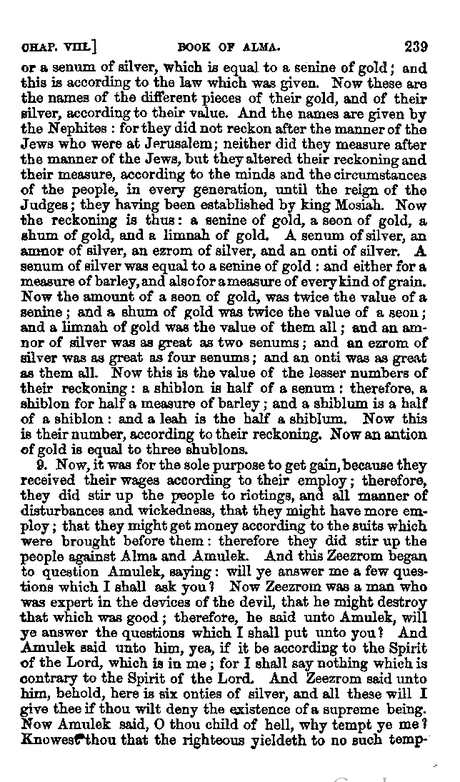 CHAP. VIII.] BOOK OF ALMA. 239
or a senum of silver, which is equal to a senine of gold; and
this is according to the law which was given. Now these are
the names of the different pieces of their gold, and of their
silver, according to their value. And the names are given by
the Nephites : for they did not reckon after the manner of the
Jews who were at Jerusalem; neither did they measure after
the manner of the Jews, but they altered their reckoning and
their measure, according to the minds and the circumstances
of the people, in every generation, until the reign of the
Judges; they having been established by king Mosiah. Now
the reckoning is thus: a senine of gold, a seon of gold, a
shum of gold, and a limnah of gold. A senum of silver, an
amnor of silver, an ezrom of silver, and an onti of silver. A
senum of silver was equal to a senine of gold : and either for a
measure of barley, and also for a measure of every kind of grain.
Now the amount of a seon of gold, was twice the value of a
senine; and a shum of gold was twice the value of a seon;
and a limnah of gold was the value of them all; and an am-
nor of silver was as great as two senums; and an ezrom of
silver was as great as four senums; and an onti was as great
as them all. Now this is the value of the lesser numbers of
their reckoning: a shiblon is half of a senum: therefore, a
shiblon for half a measure of barley; and a shiblum is a half
of a shiblon: and a leah is the half a shiblum. Now this
is their number, according to their reckoning. Now an antion
of gold is equal to three shublons.
9. Now, it was for the sole purpose to get gain, because they
received their wages according to their employ; therefore,
they did stir up the people to riotings, and all manner of
disturbances and wickedness, that they might have more em-
ploy; that they might get money according to the suits which
were brought before them: therefore they did stir up the
people against Alma and Amulek. And this Zeezrom began
to question Amulek, saying: will ye answer me a few ques-
tions which I shall ask you? Now Zeezrom was a man who
was expert in the devices of the devil, that he might destroy
that which was good; therefore, he said unto Amulek, will
ye answer the questions which I shall put unto you? And
Amulek said unto him, yea, if it be according to the Spirit
of the Lord, which is in me; for I shall say nothing which is
contrary to the Spirit of the Lord. And Zeezrom said unto
him, behold, here is six onties of silver, and all these will I
give thee if thou wilt deny the existence of a supreme being.
Now Amulek said, O thou child of hell, why tempt ye me?
Knowest thou that the righteous yieldeth to no such temp-